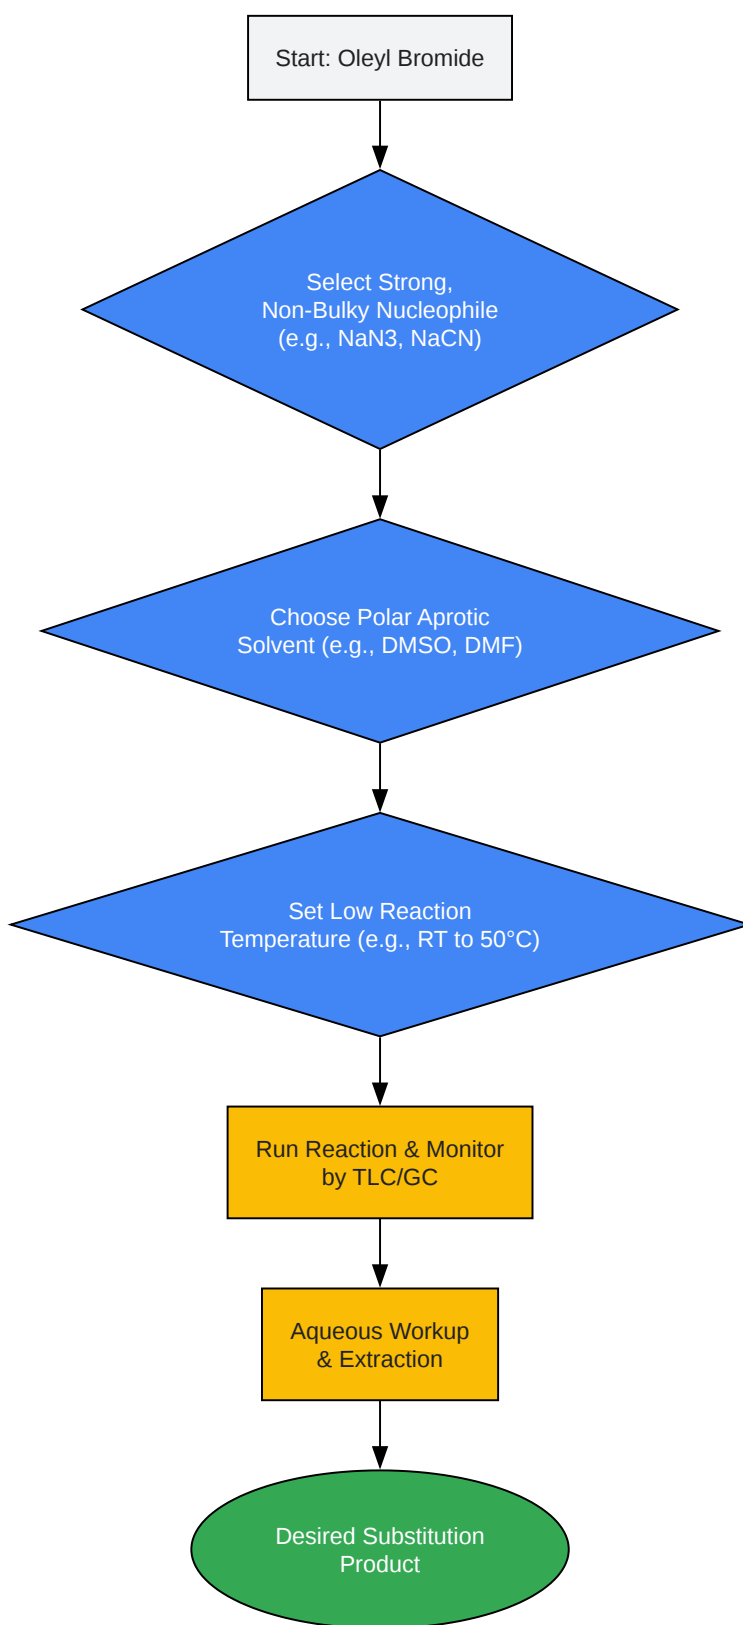 Start: Oleyl Bromide
Select Strong,
Non-Bulky Nucleophile
(e.g., NaN3, NaCN)
Choose Polar Aprotic
Solvent (e.g., DMSO, DMF)
Set Low Reaction
Temperature (e.g., RT to 50°C)
Run Reaction & Monitor
by TLC/GC
Aqueous Workup
& Extraction
Desired Substitution
Product